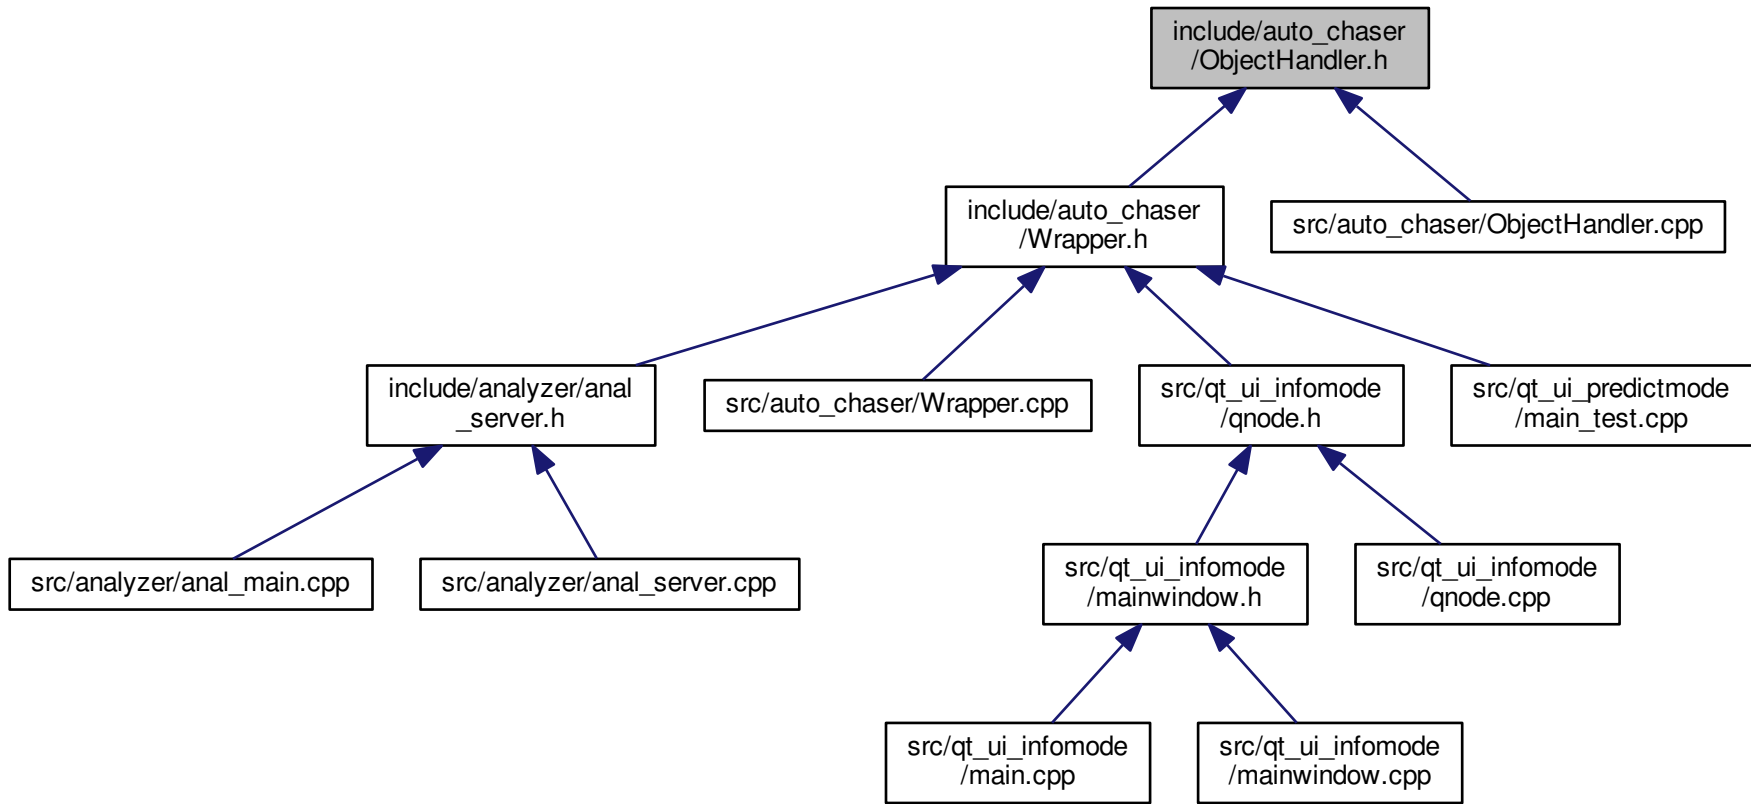 include/auto_chaser
/ObjectHandler.h
include/auto_chaser
/Wrapper.h
src/auto_chaser/ObjectHandler.cpp
include/analyzer/anal
_server.h
src/auto_chaser/Wrapper.cpp
src/qt_ui_infomode
/qnode.h
src/qt_ui_predictmode
/main_test.cpp
src/analyzer/anal_main.cpp
src/analyzer/anal_server.cpp
src/qt_ui_infomode
/mainwindow.h
src/qt_ui_infomode
/qnode.cpp
src/qt_ui_infomode
/main.cpp
src/qt_ui_infomode
/mainwindow.cpp